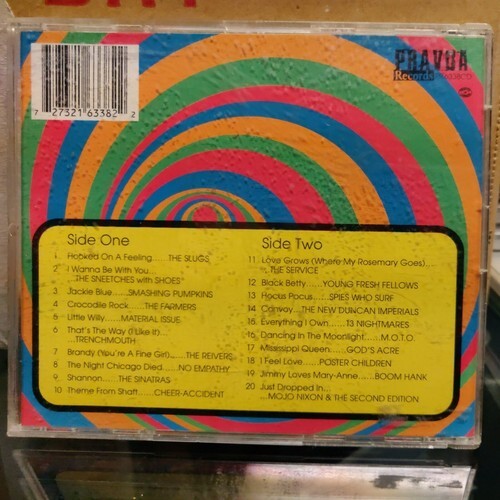 PRAVDA
Records
7 27321 63382 2
Side One
1 Hooked On A Feeling......THE SLUGS
2 I Wanna Be With You...
...THE SNEETCHES with SHOES
3 Jackie Blue......SMASHING PUMPKINS
4 Crocodile Rock......THE FARMERS
5 Little Willy......MATERIAL ISSUE
6 That's The Way (I Like It)...
...TRENCHMOUTH
7 Brandy (You're A Fine Girl)......THE REIVERS
8 The Night Chicago Died......NO EMPATHY
9 Shannon......THE SINATRAS
10 Theme From Shaft......CHEER-ACCIDENT
Side Two
11 Love Grows (Where My Rosemary Goes)...
...THE SERVICE
12 Black Betty......YOUNG FRESH FELLOWS
13 Hocus Pocus......SPIES WHO SURF
14 Convoy...THE NEW DUNCAN IMPERIALS
15 Everything I Own......13 NIGHTMARES
16 Dancing In The Moonlight......M.O.T.O.
17 Mississippi Queen......GOD'S ACRE
18 I Feel Love......POSTER CHILDREN
19 Jimmy Loves Mary-Anne......BOOM HANK
20 Just Dropped In...
...MOJO NIXON & THE SECOND EDITION